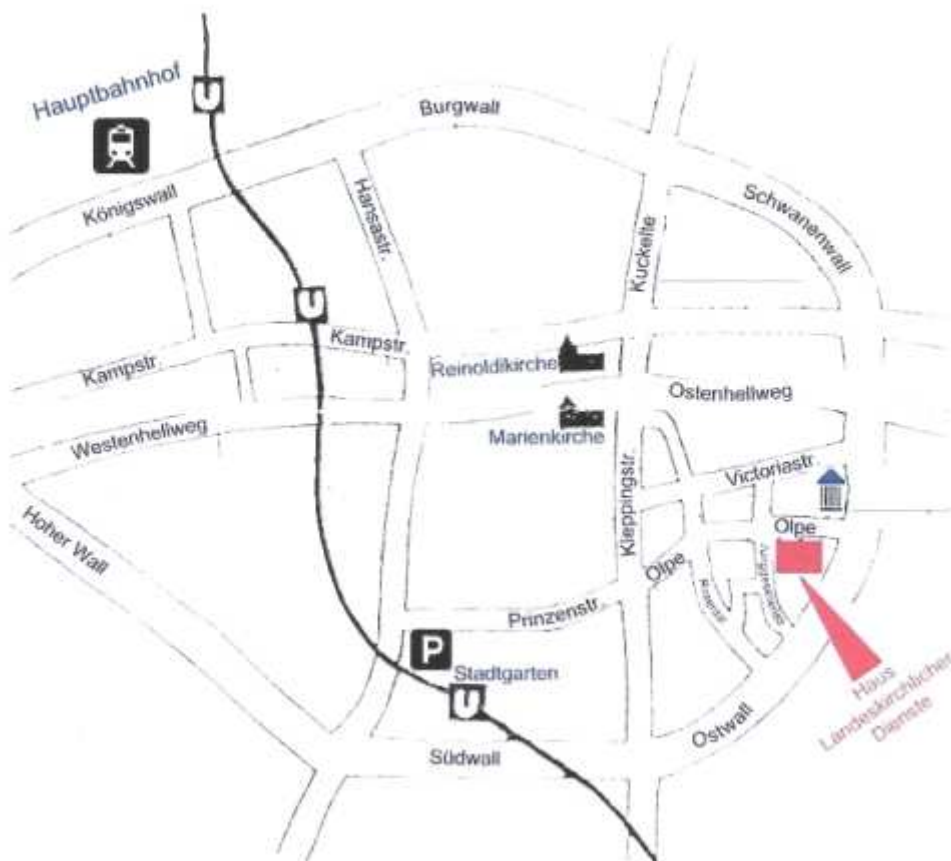 Hauptbahnhof
Burgwall
Königswall
Hansastr.
Schwanenwall
Kuckelte
Kampstr.
Kampstr.
Reinoldikirche
Ostenhellweg
Westenhellweg
Marienkirche
Victoriastr.
Kleppingstr.
Hoher Wall
Olpe
Olpe
Prinzenstr
P
Stadtgarten
Haus
Landeskirchlicher
Dienste
Ostwall
Südwall
U
U
U